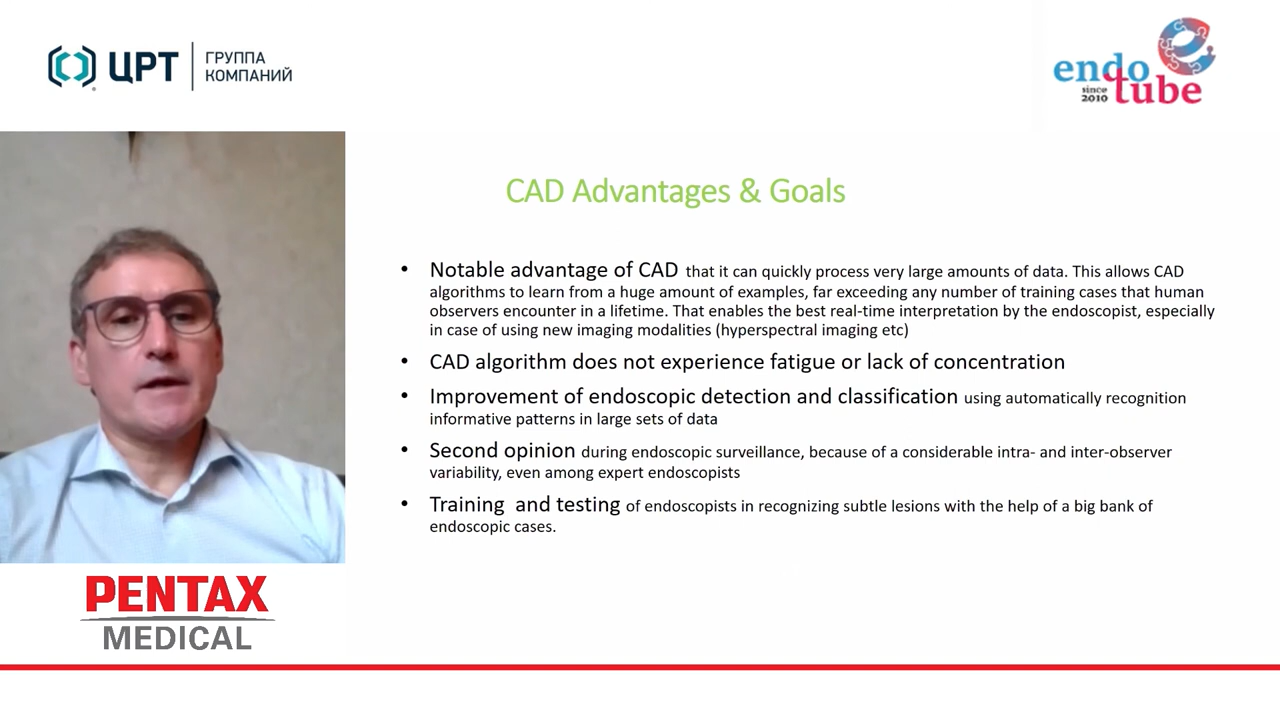 ЦРТ
ГРУППА
КОМПАНИЙ
endo
since
2010
tube
CAD Advantages & Goals
• Notable advantage of CAD that it can quickly process very large amounts of data. This allows CAD
algorithms to learn from a huge amount of examples, far exceeding any number of training cases that human
observers encounter in a lifetime. That enables the best real-time interpretation by the endoscopist, especially
in case of using new imaging modalities (hyperspectral imaging etc)
• CAD algorithm does not experience fatigue or lack of concentration
• Improvement of endoscopic detection and classification using automatically recognition
informative patterns in large sets of data
• Second opinion during endoscopic surveillance, because of a considerable intra- and inter-observer
variability, even among expert endoscopists
• Training  and testing of endoscopists in recognizing subtle lesions with the help of a big bank of
endoscopic cases.
PENTAX
MEDICAL